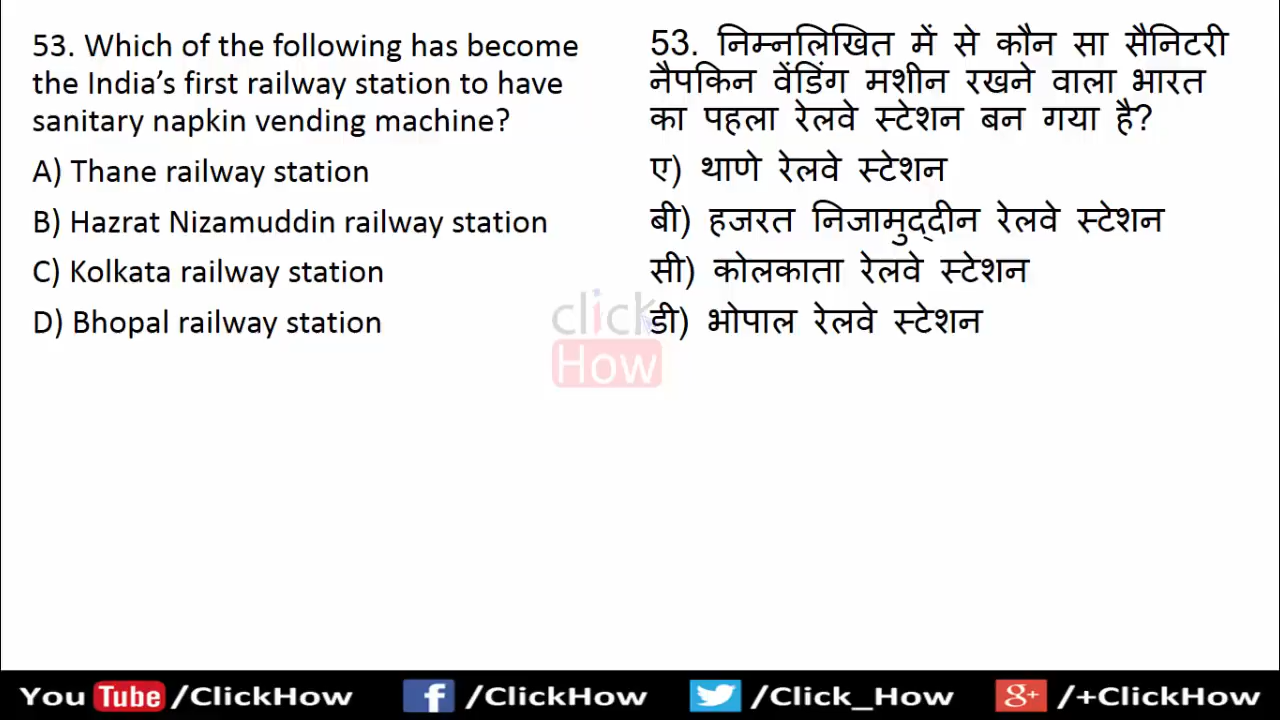 53. Which of the following has become
the India’s first railway station to have
sanitary napkin vending machine?
A) Thane railway station
B) Hazrat Nizamuddin railway station
C) Kolkata railway station
D) Bhopal railway station
53. निम्नलिखित में से कौन सा सैनिटरी
नैपकिन वेंडिंग मशीन रखने वाला भारत
का पहला रेलवे स्टेशन बन गया है?
ए) थाणे रेलवे स्टेशन
बी) हजरत निजामुद्दीन रेलवे स्टेशन
सी) कोलकाता रेलवे स्टेशन
डी) भोपाल रेलवे स्टेशन
click
How
You Tube /ClickHow f /ClickHow /Click_How g+ /+ClickHow